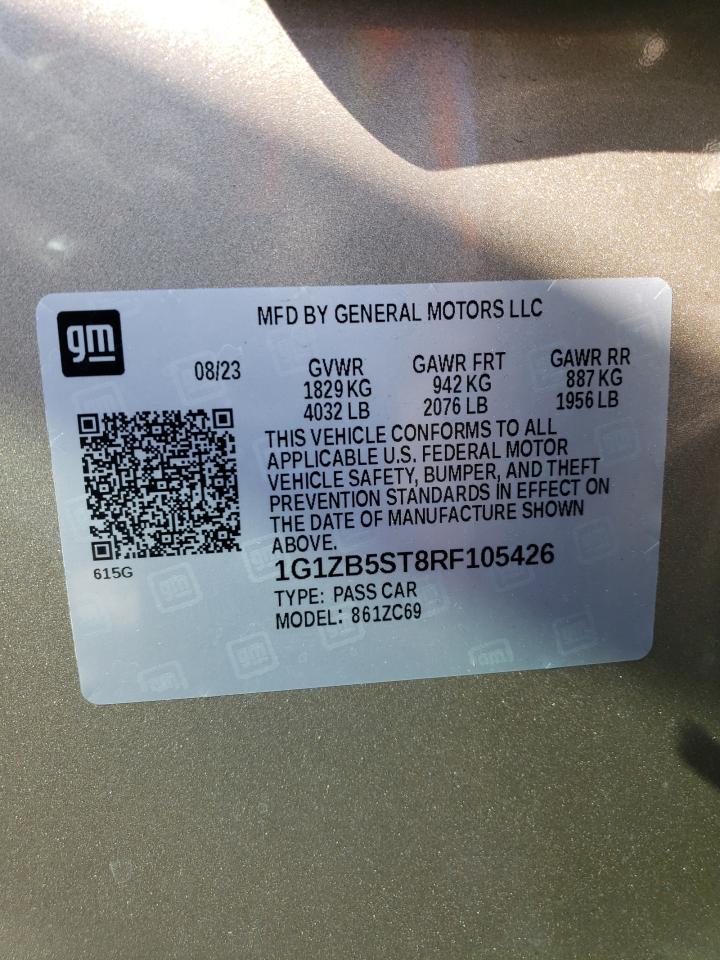 gm
MFD BY GENERAL MOTORS LLC
08/23
GVWR
1829 KG
4032 LB
GAWR FRT
942 KG
2076 LB
GAWR RR
887 KG
1956 LB
THIS VEHICLE CONFORMS TO ALL
APPLICABLE U.S. FEDERAL MOTOR
VEHICLE SAFETY, BUMPER, AND THEFT
PREVENTION STANDARDS IN EFFECT ON
THE DATE OF MANUFACTURE SHOWN
ABOVE.
615G
1G1ZB5ST8RF105426
TYPE: PASS CAR
MODEL: 861ZC69